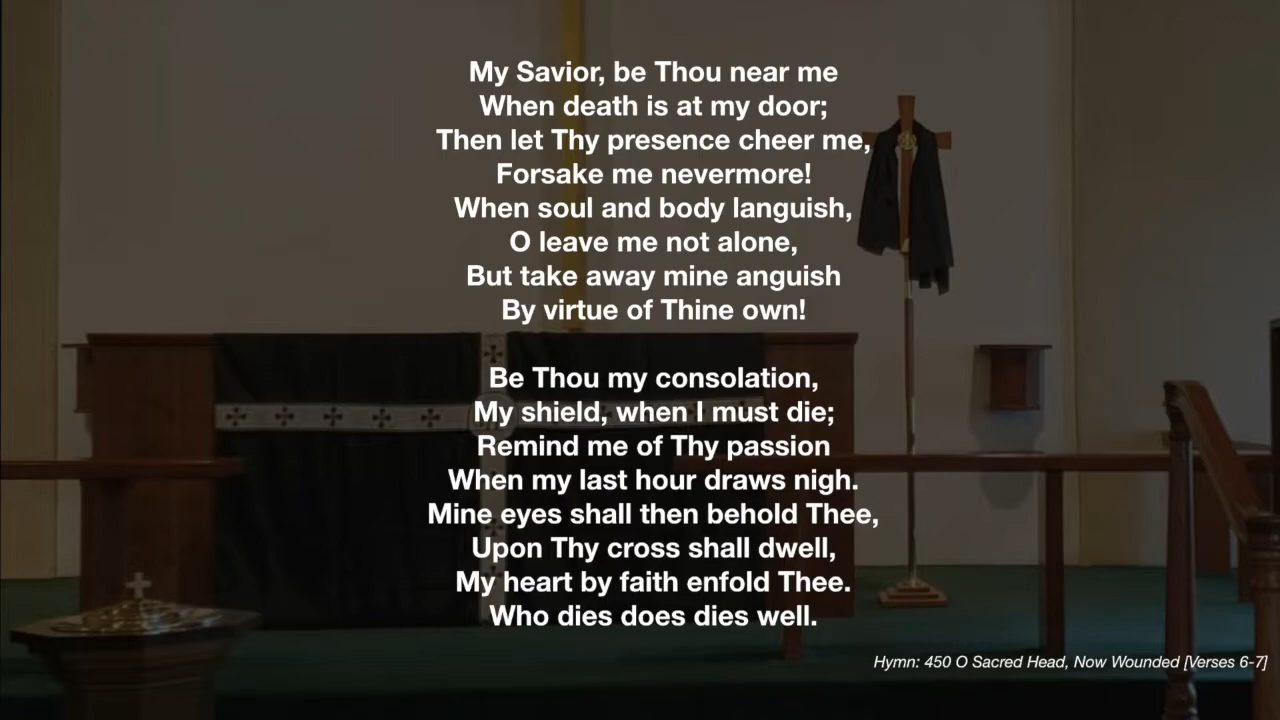 My Savior, be Thou near me
When death is at my door;
Then let Thy presence cheer me,
Forsake me nevermore!
When soul and body languish,
O leave me not alone,
But take away mine anguish
By virtue of Thine own!
Be Thou my consolation,
My shield, when I must die;
Remind me of Thy passion
When my last hour draws nigh.
Mine eyes shall then behold Thee,
Upon Thy cross shall dwell,
My heart by faith enfold Thee.
Who dies does dies well.
Hymn: 450 O Sacred Head, Now Wounded [Verses 6-7]